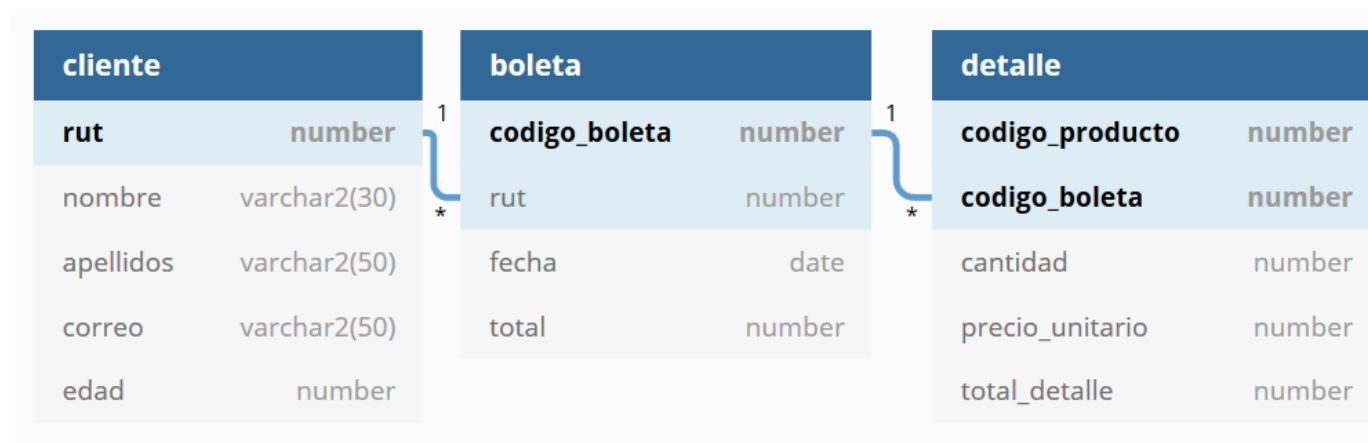 cliente
rut number
nombre varchar2(30)
apellidos varchar2(50)
correo varchar2(50)
edad number
1
*
boleta
codigo_boleta number
rut number
fecha date
total number
1
*
detalle
codigo_producto number
codigo_boleta number
cantidad number
precio_unitario number
total_detalle number